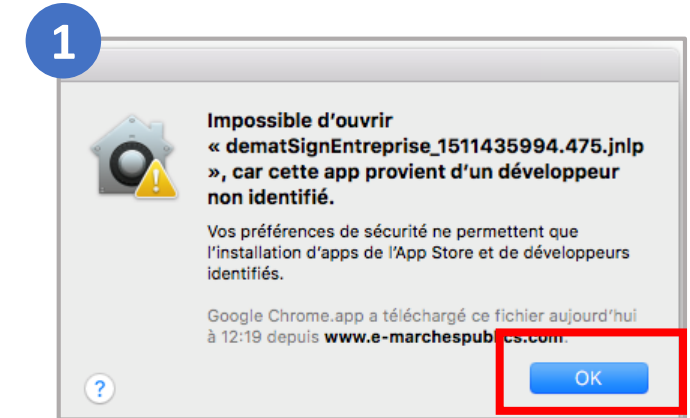 1
Impossible d'ouvrir
« dematSignEntreprise_1511435994.475.jnlp
», car cette app provient d'un développeur
non identifié.
Vos préférences de sécurité ne permettent que
l'installation d'apps de l'App Store et de développeurs
identifiés.
Google Chrome.app a téléchargé ce fichier aujourd'hui
à 12:19 depuis www.e-marchespublics.com.
?
OK